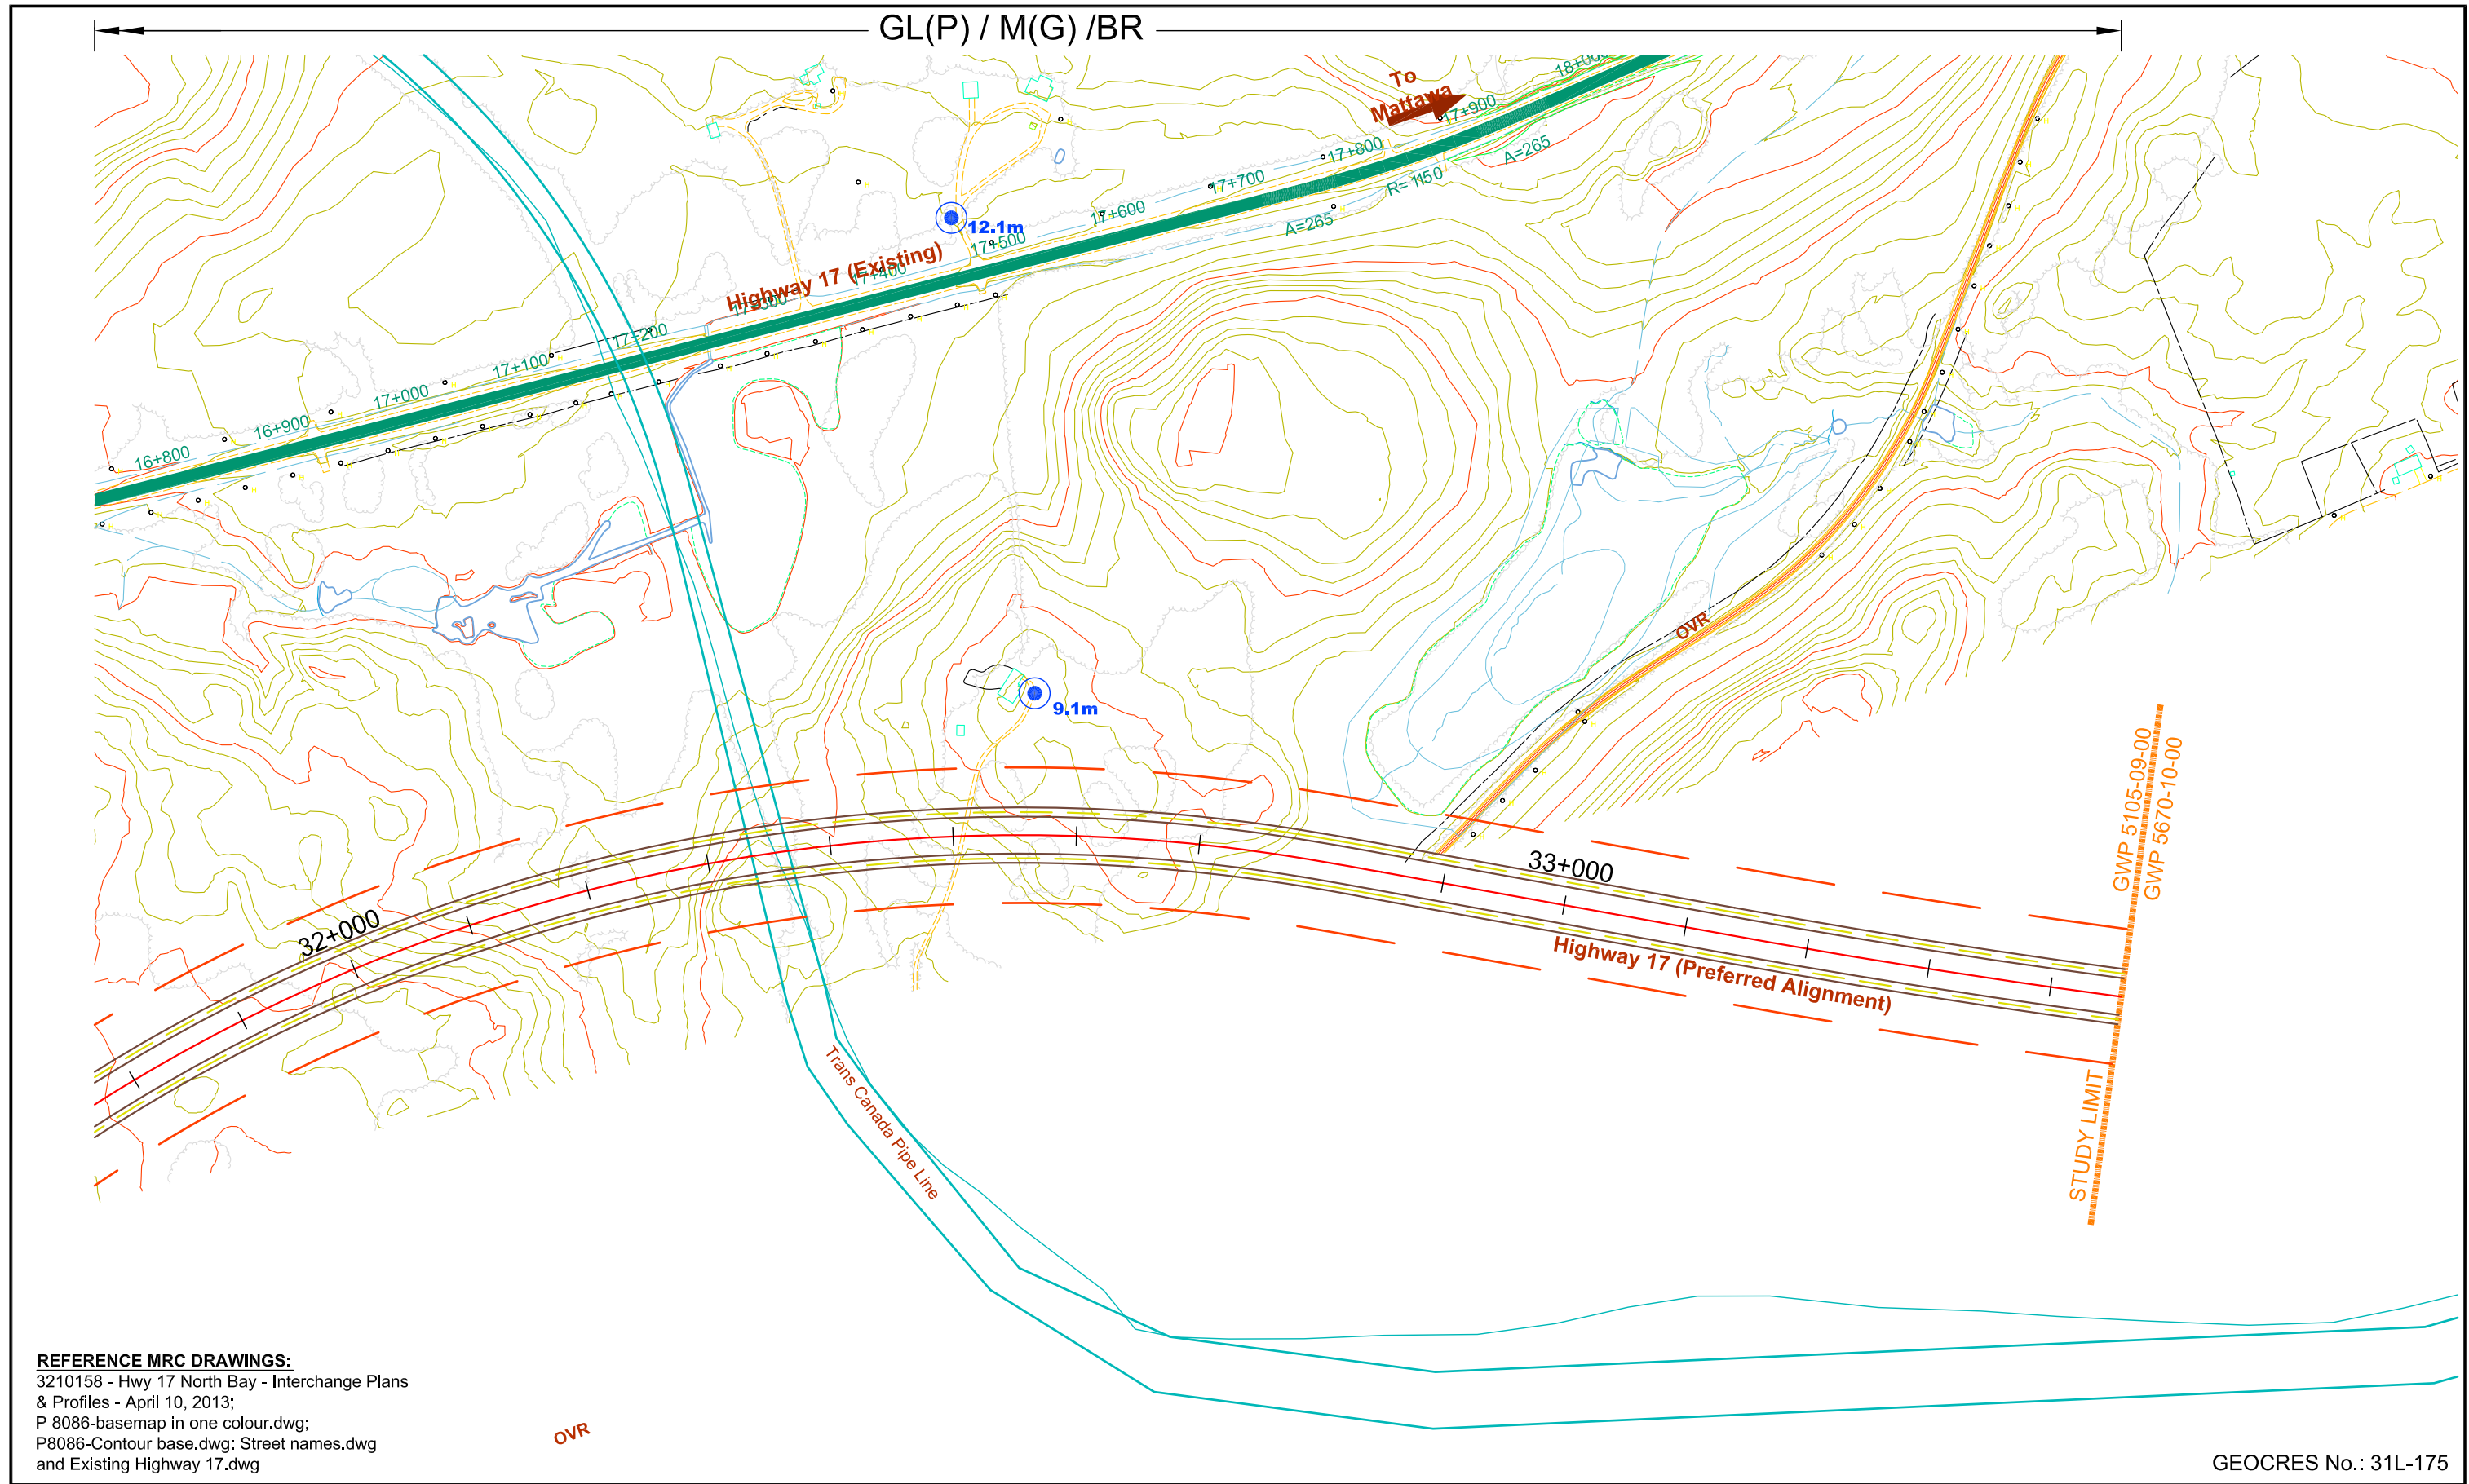 GL(P) / M(G) /BR
To
Mattawa
18+000
17+900
17+800
17+700
17+600
17+500
17+400
17+300
17+200
17+100
17+000
16+900
16+800
A=265
R= 1150
A=265
12.1m
Highway 17 (Existing)
OVR
9.1m
GWP 5105-09-00
GWP 5670-10-00
33+000
32+000
Highway 17 (Preferred Alignment)
Trans Canada Pipe Line
STUDY LIMIT
REFERENCE MRC DRAWINGS:
3210158 - Hwy 17 North Bay - Interchange Plans
& Profiles - April 10, 2013;
P 8086-basemap in one colour.dwg;
P8086-Contour base.dwg: Street names.dwg
and Existing Highway 17.dwg
OVR
GEOCRES No.: 31L-175